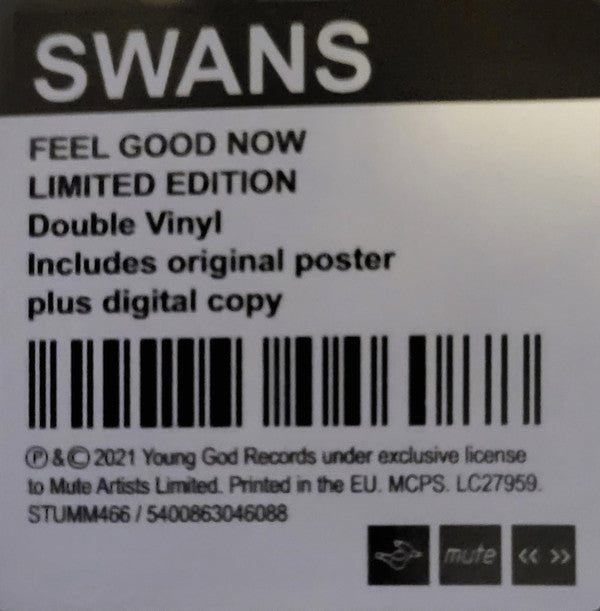 SWANS
FEEL GOOD NOW
LIMITED EDITION
Double Vinyl
Includes original poster
plus digital copy
Ⓟ & © 2021 Young God Records under exclusive license
to Mute Artists Limited. Printed in the EU. MCPS. LC27959.
STUMM466 / 5400863046088
mute << >>